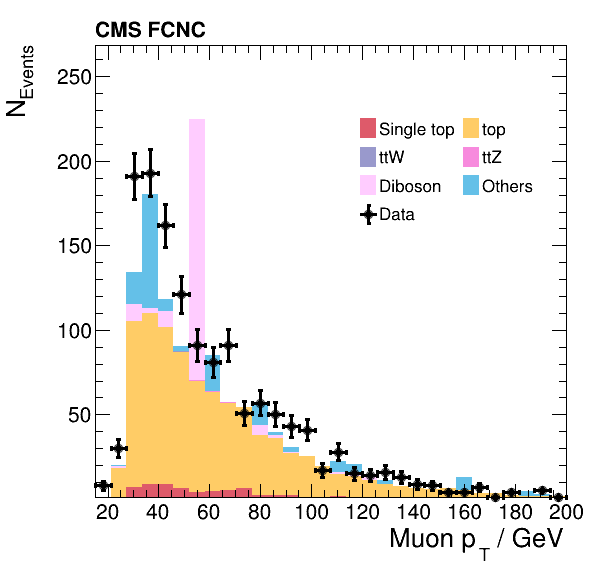 CMS FCNC
N_Events
250
200
150
100
50
Single top
top
ttW
ttZ
Diboson
Others
Data
20 40 60 80 100 120 140 160 180 200
Muon p_T / GeV